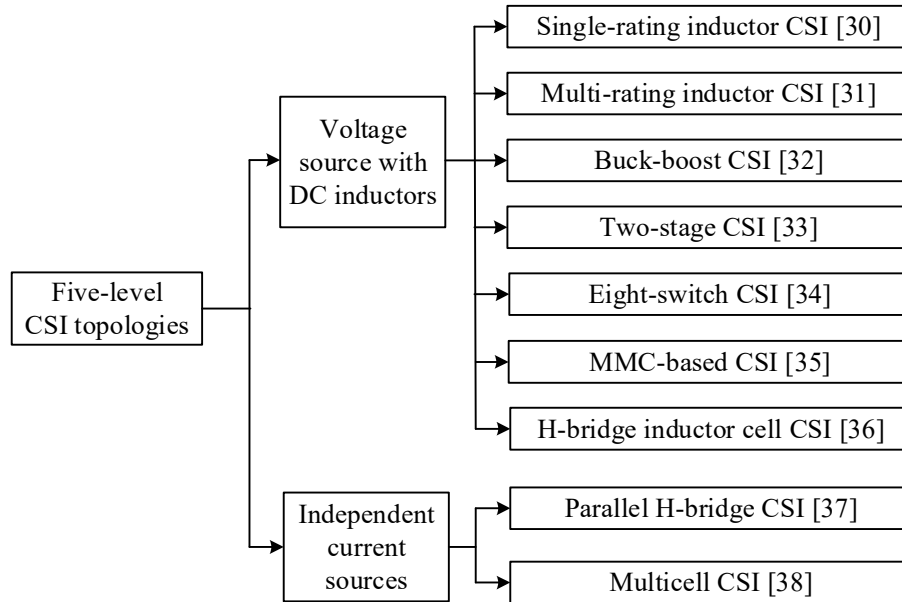 Five-level
CSI topologies
Voltage
source with
DC inductors
Single-rating inductor CSI [30]
Multi-rating inductor CSI [31]
Buck-boost CSI [32]
Two-stage CSI [33]
Eight-switch CSI [34]
MMC-based CSI [35]
H-bridge inductor cell CSI [36]
Independent
current
sources
Parallel H-bridge CSI [37]
Multicell CSI [38]